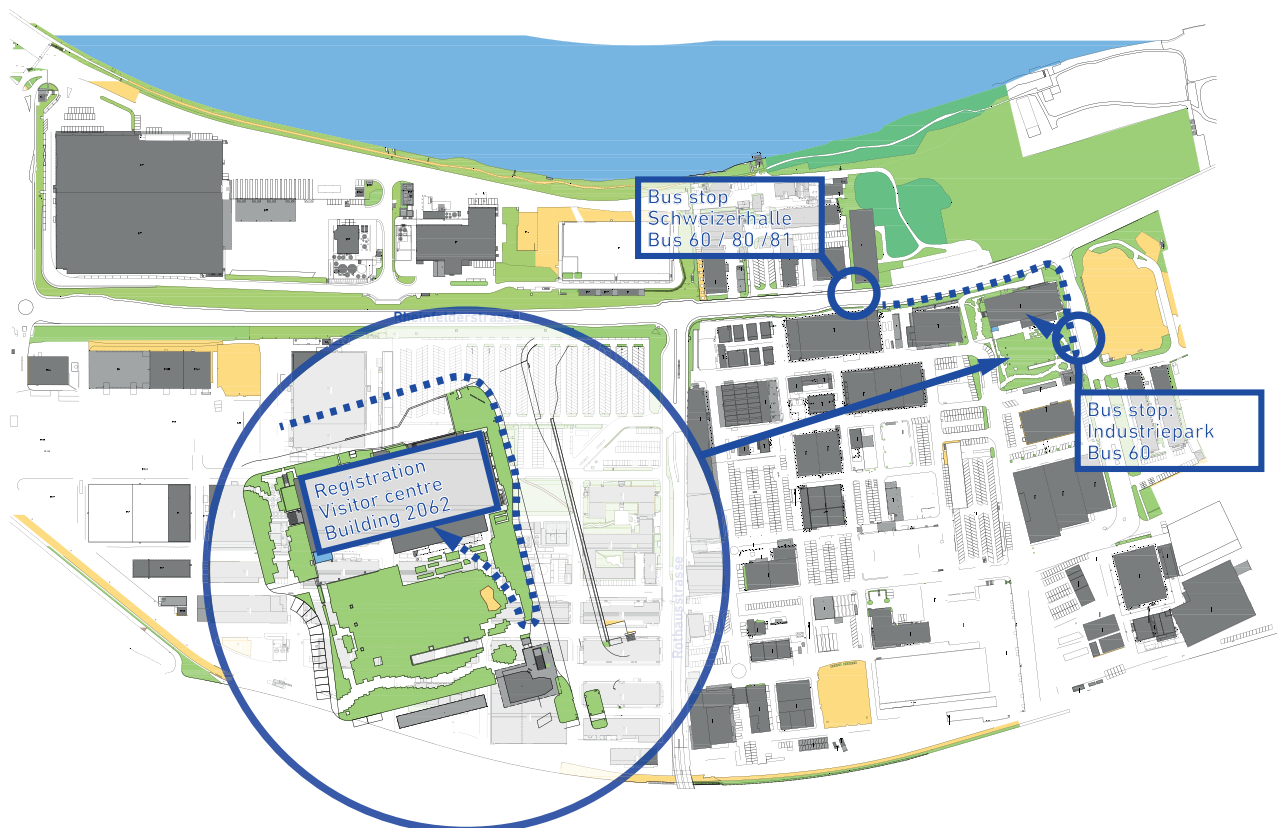 Bus stop
Schweizerhalle
Bus 60 / 80 /81
Rheinfelderstrasse
Bus stop:
Industriepark
Bus 60
Registration
Visitor centre
Building 2062
Rothausstrasse